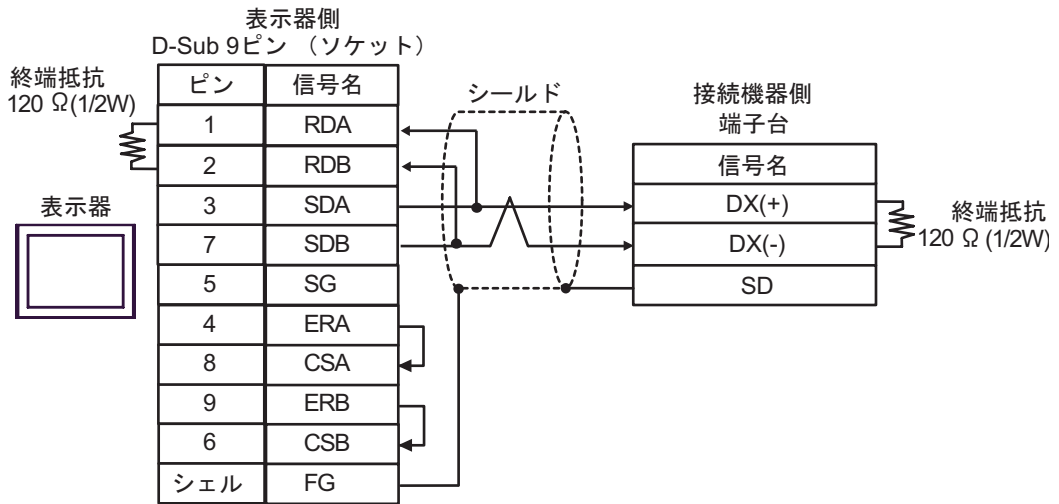 表示器側
D-Sub 9ピン （ソケット）
終端抵抗
120 Ω(1/2W)
ピン 信号名
1 RDA
2 RDB
3 SDA
7 SDB
5 SG
4 ERA
8 CSA
9 ERB
6 CSB
シェル FG
表示器
シールド
接続機器側
端子台
信号名
DX(+)
DX(-)
SD
終端抵抗
120 Ω (1/2W)